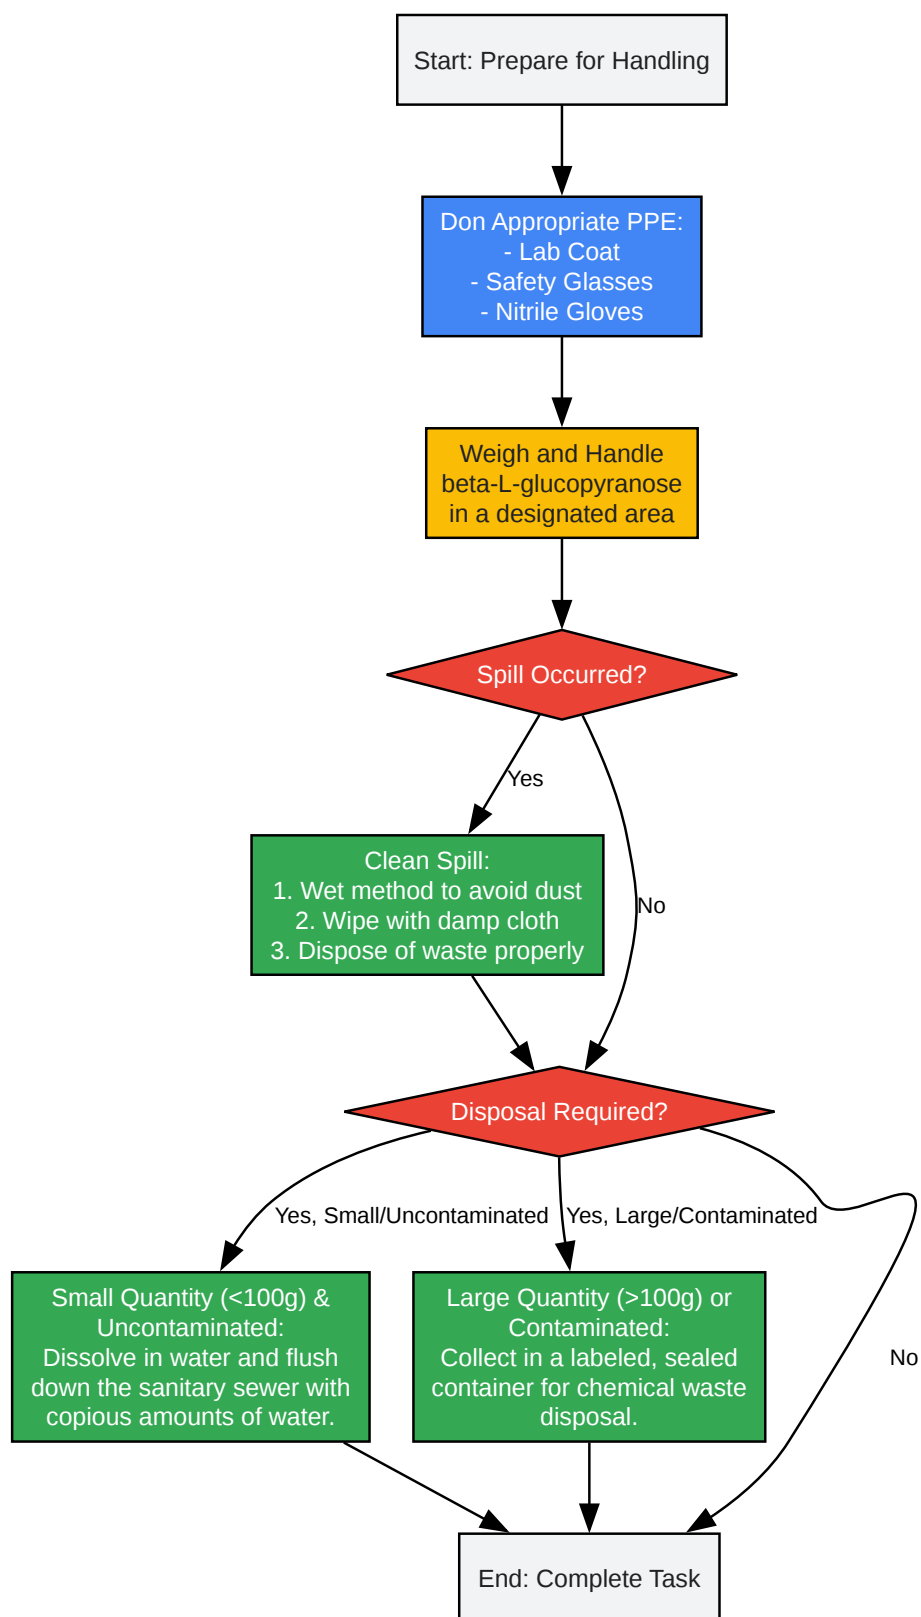 Start: Prepare for Handling
Don Appropriate PPE:
- Lab Coat
- Safety Glasses
- Nitrile Gloves
Weigh and Handle
beta-L-glucopyranose
in a designated area
Spill Occurred?
Yes
Clean Spill:
1. Wet method to avoid dust
2. Wipe with damp cloth
3. Dispose of waste properly
No
Disposal Required?
Yes, Small/Uncontaminated
Yes, Large/Contaminated
Small Quantity (<100g) &
Uncontaminated:
Dissolve in water and flush
down the sanitary sewer with
copious amounts of water.
Large Quantity (>100g) or
Contaminated:
Collect in a labeled, sealed
container for chemical waste
disposal.
No
End: Complete Task